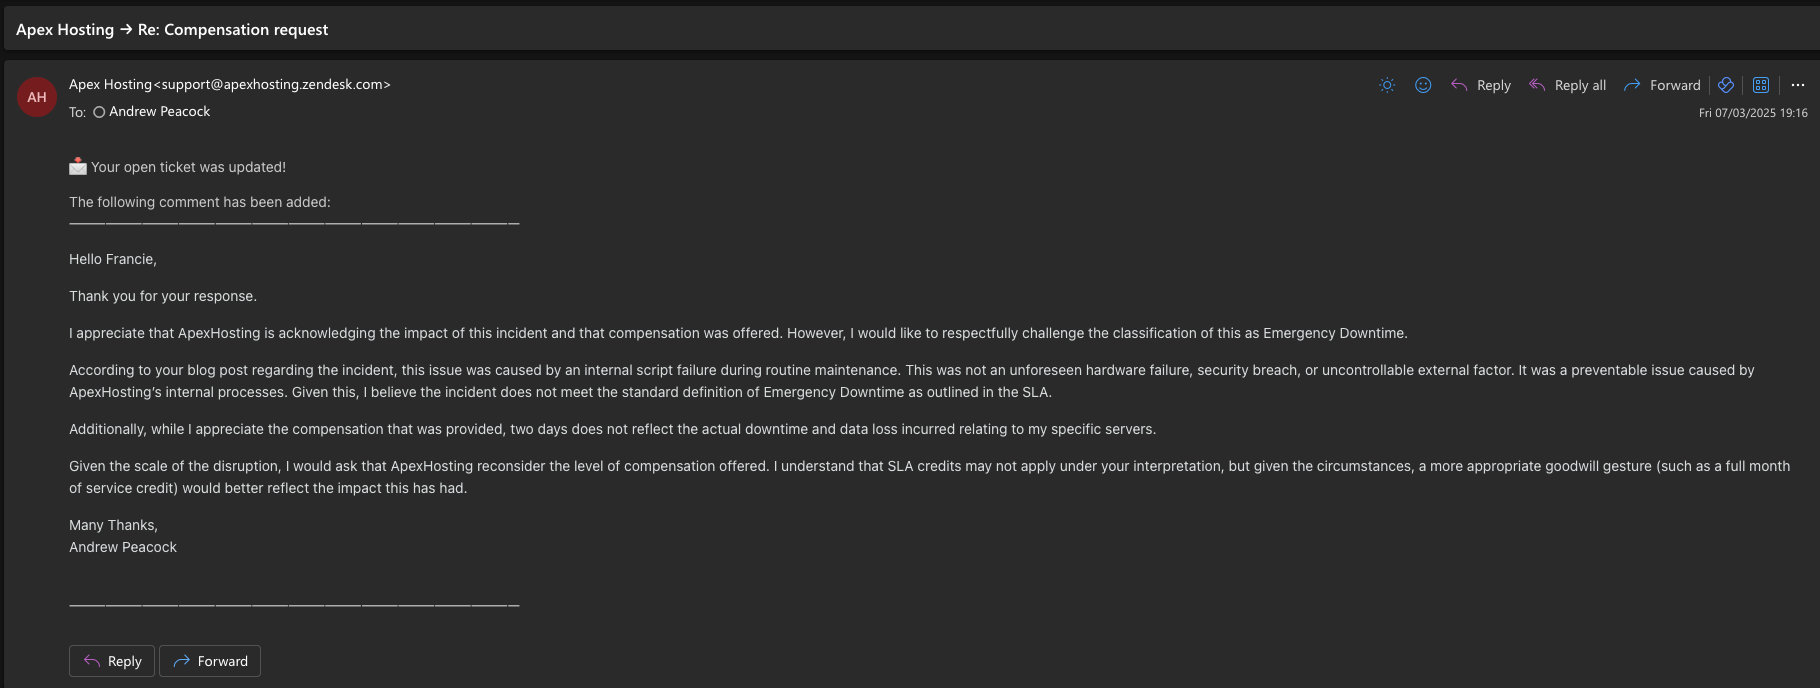 Apex Hosting → Re: Compensation request
AH
Apex Hosting<support@apexhosting.zendesk.com>
Reply
Reply all
Forward
To: Andrew Peacock
Fri 07/03/2025 19:16
📩 Your open ticket was updated!
The following comment has been added:
Hello Francie,
Thank you for your response.
I appreciate that ApexHosting is acknowledging the impact of this incident and that compensation was offered. However, I would like to respectfully challenge the classification of this as Emergency Downtime.
According to your blog post regarding the incident, this issue was caused by an internal script failure during routine maintenance. This was not an unforeseen hardware failure, security breach, or uncontrollable external factor. It was a preventable issue caused by
ApexHosting's internal processes. Given this, I believe the incident does not meet the standard definition of Emergency Downtime as outlined in the SLA.
Additionally, while I appreciate the compensation that was provided, two days does not reflect the actual downtime and data loss incurred relating to my specific servers.
Given the scale of the disruption, I would ask that ApexHosting reconsider the level of compensation offered. I understand that SLA credits may not apply under your interpretation, but given the circumstances, a more appropriate goodwill gesture (such as a full month
of service credit) would better reflect the impact this has had.
Many Thanks,
Andrew Peacock
Reply
Forward